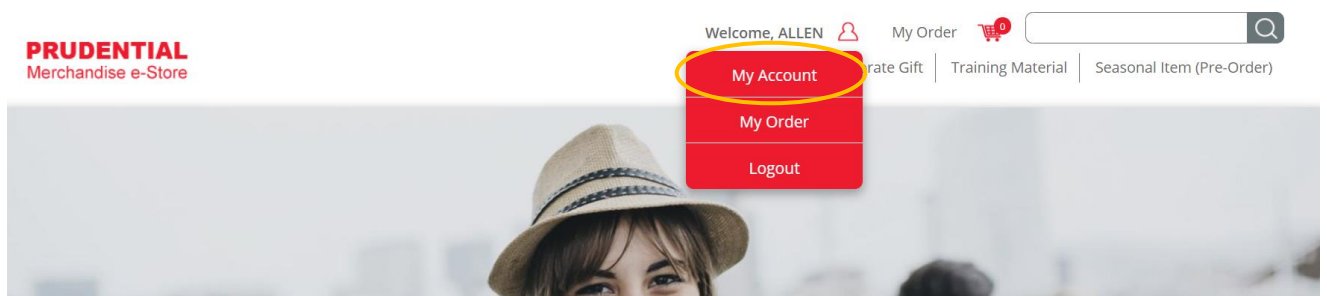 PRUDENTIAL
Merchandise e-Store
Welcome, ALLEN
My Order
0
rate Gift
Training Material
Seasonal Item (Pre-Order)
My Account
My Order
Logout